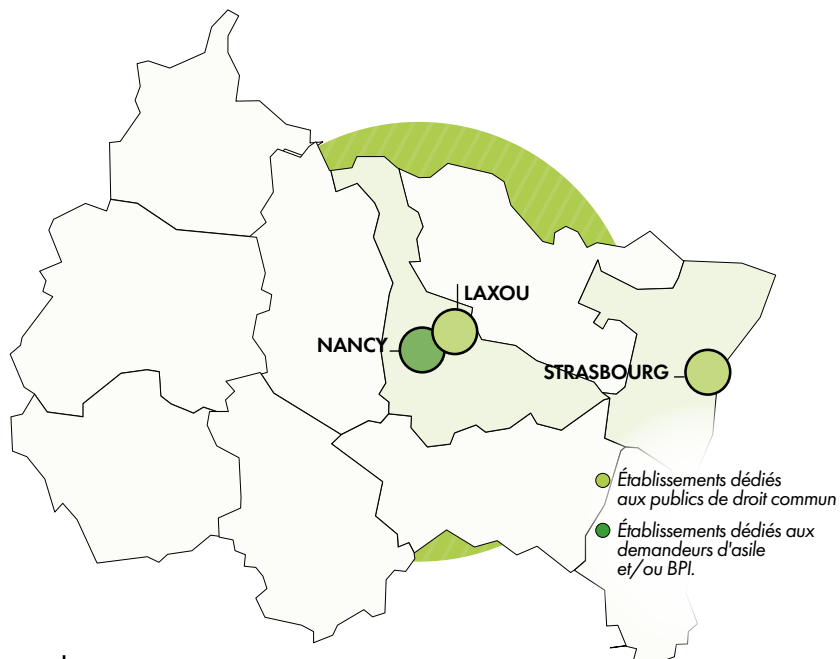 LAXOU
NANCY
STRASBOURG
Établissements dédiés
aux publics de droit commun
Établissements dédiés aux
demandeurs d'asile
et/ou BPI.